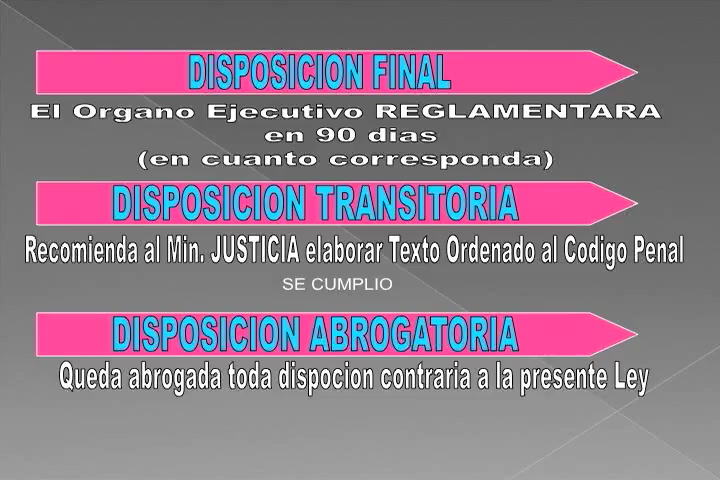 DISPOSICION FINAL
El Organo Ejecutivo REGLAMENTARA
en 90 dias
(en cuanto corresponda)
DISPOSICION TRANSITORIA
Recomienda al Min. JUSTICIA elaborar Texto Ordenado al Codigo Penal
SE CUMPLIO
DISPOSICION ABROGATORIA
Queda abrogada toda dispocion contraria a la presente Ley